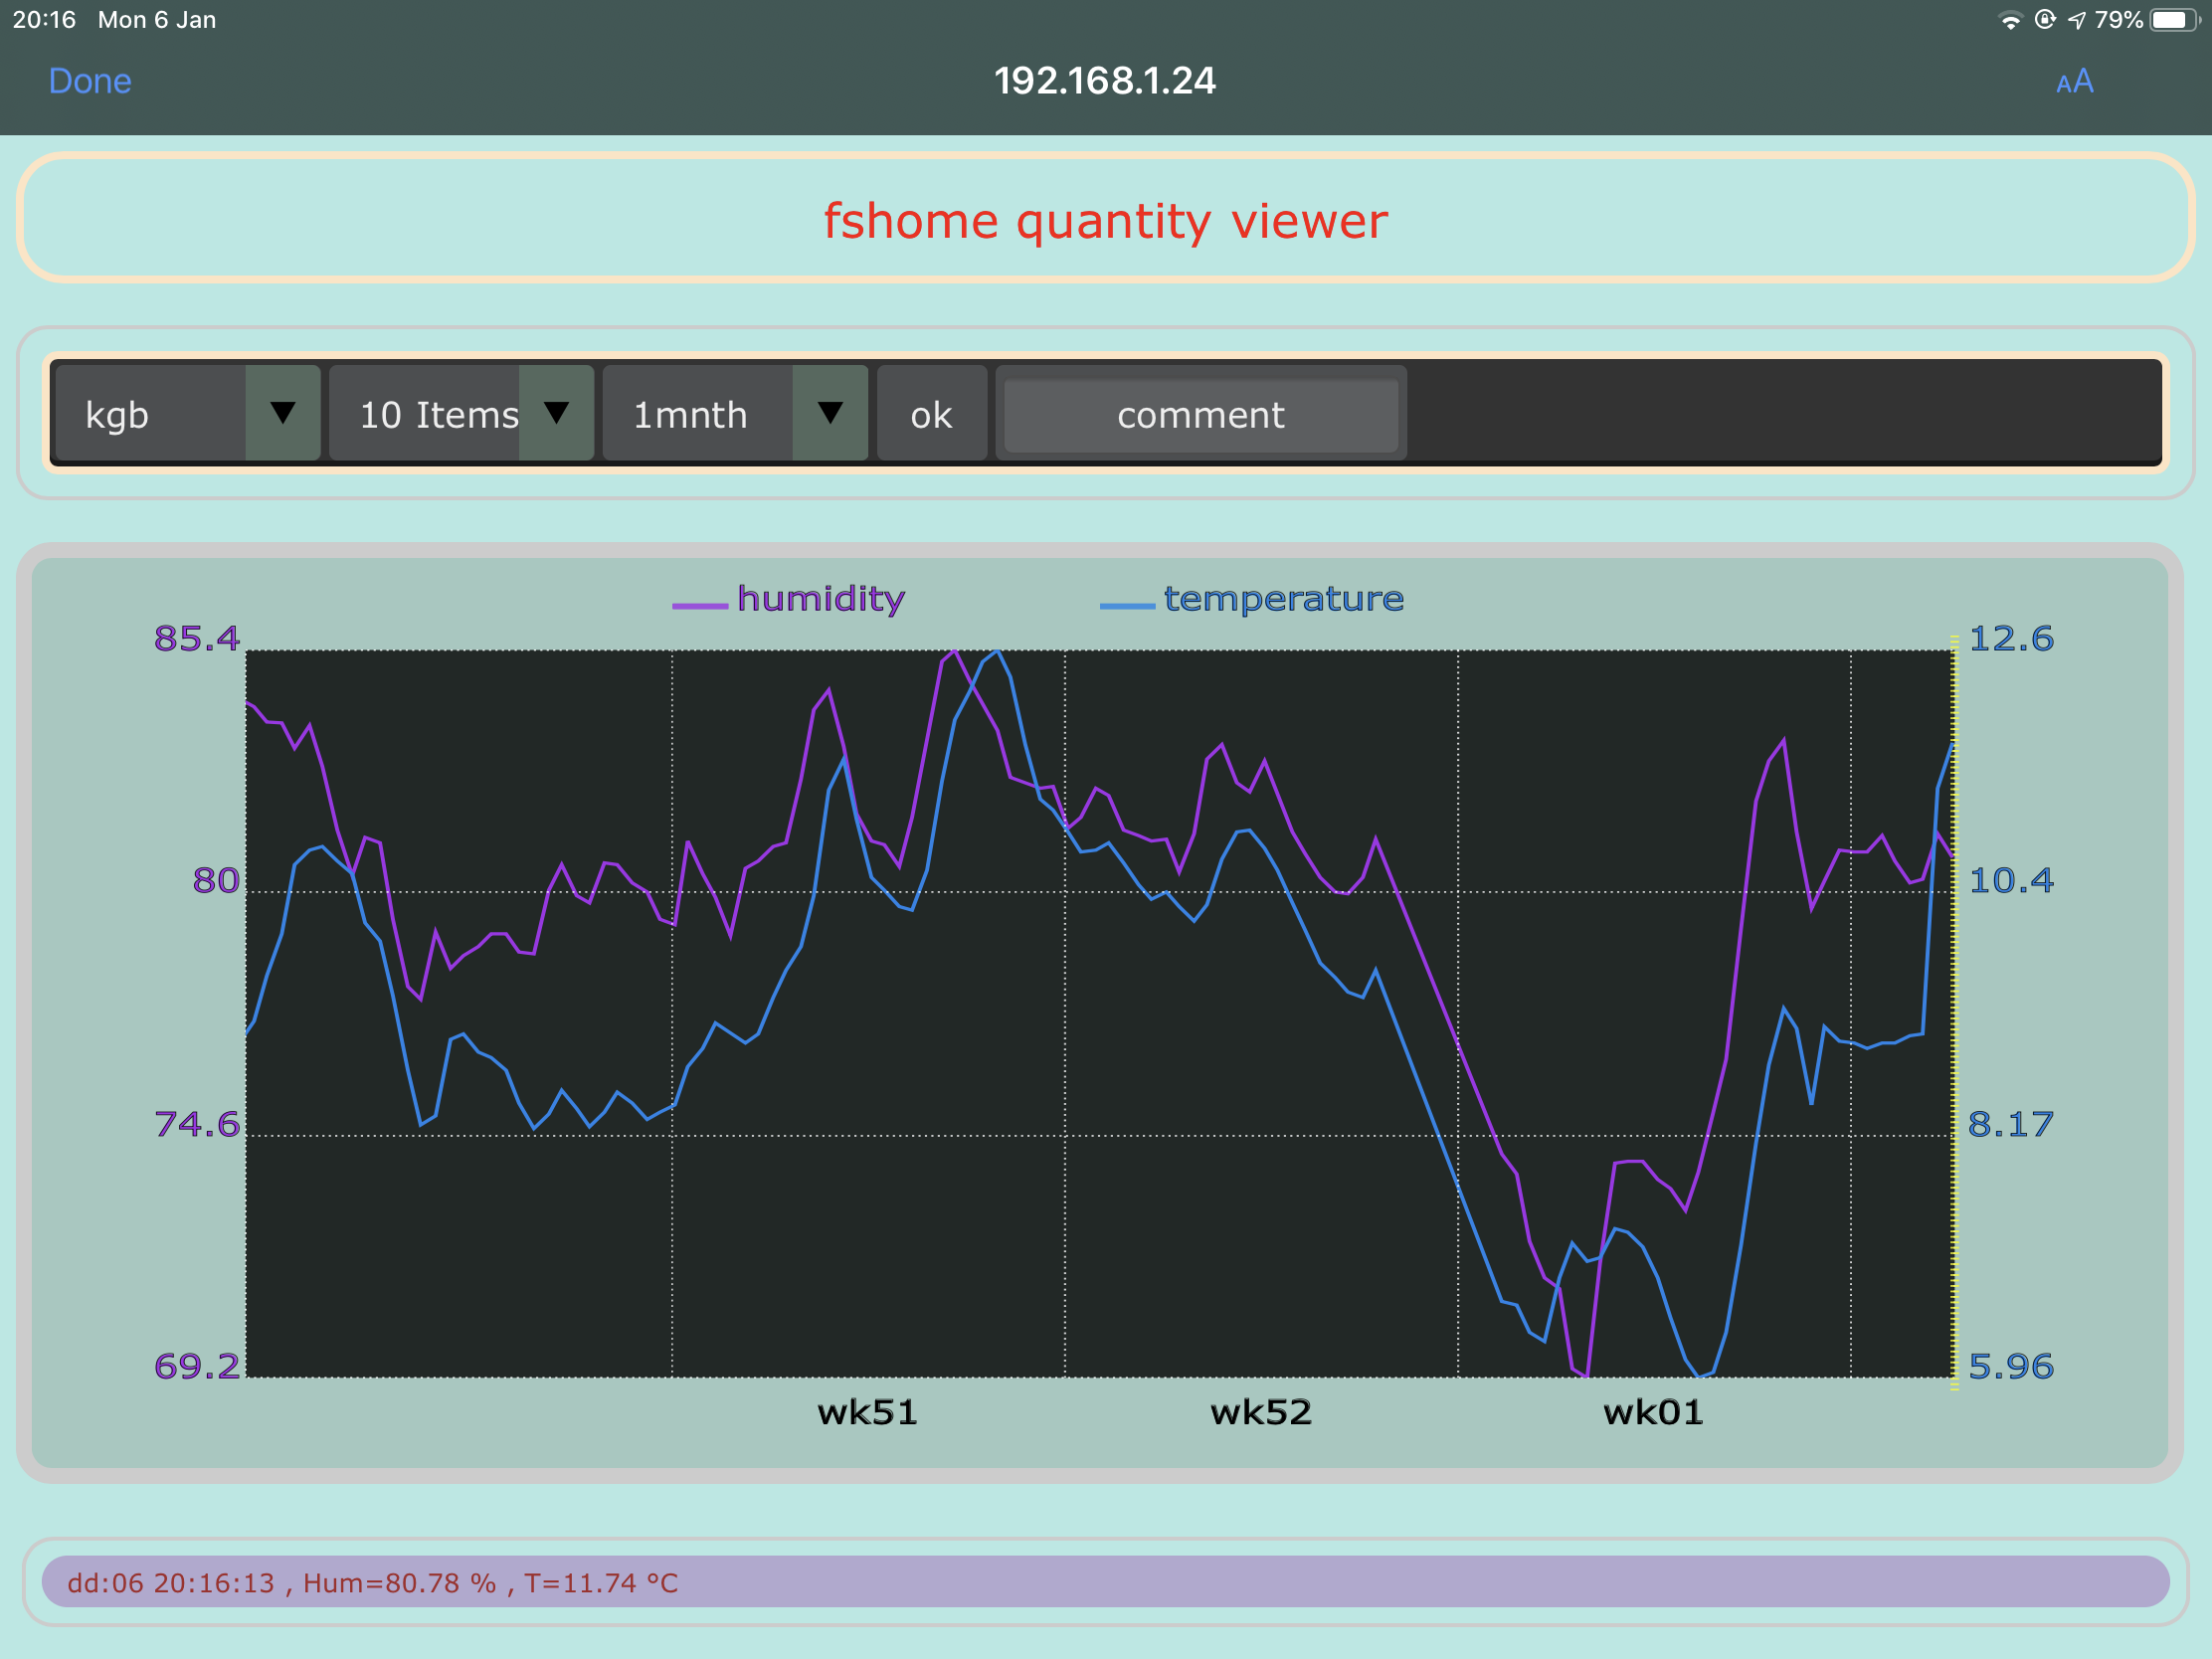 20:16 Mon 6 Jan 79%
Done 192.168.1.24 AA
fshome quantity viewer
kgb ▼ 10 Items ▼ 1mnth ▼ ok comment
humidity temperature
85.4 12.6
80 10.4
74.6 8.17
69.2 5.96
wk51 wk52 wk01
dd:06 20:16:13 , Hum=80.78 % , T=11.74 °C